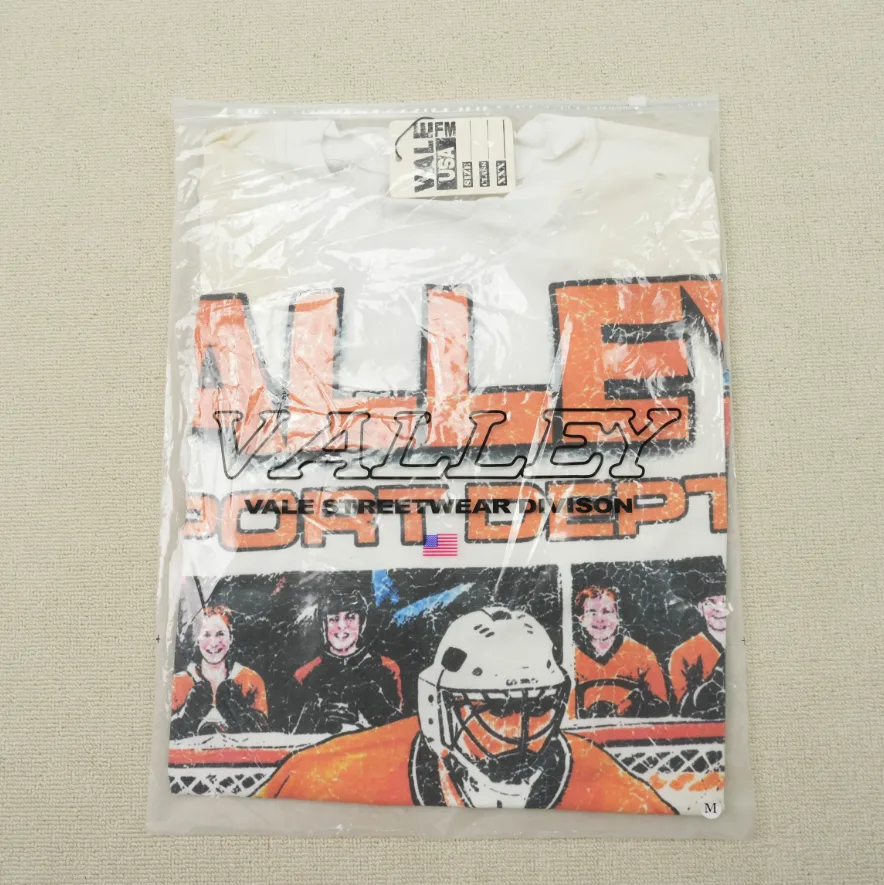 VALE FM
USA
SIZE
CLASS
XXX
ALLEY
VALLEY
VALE STREETWEAR DIVISON
PORT DEPT
M